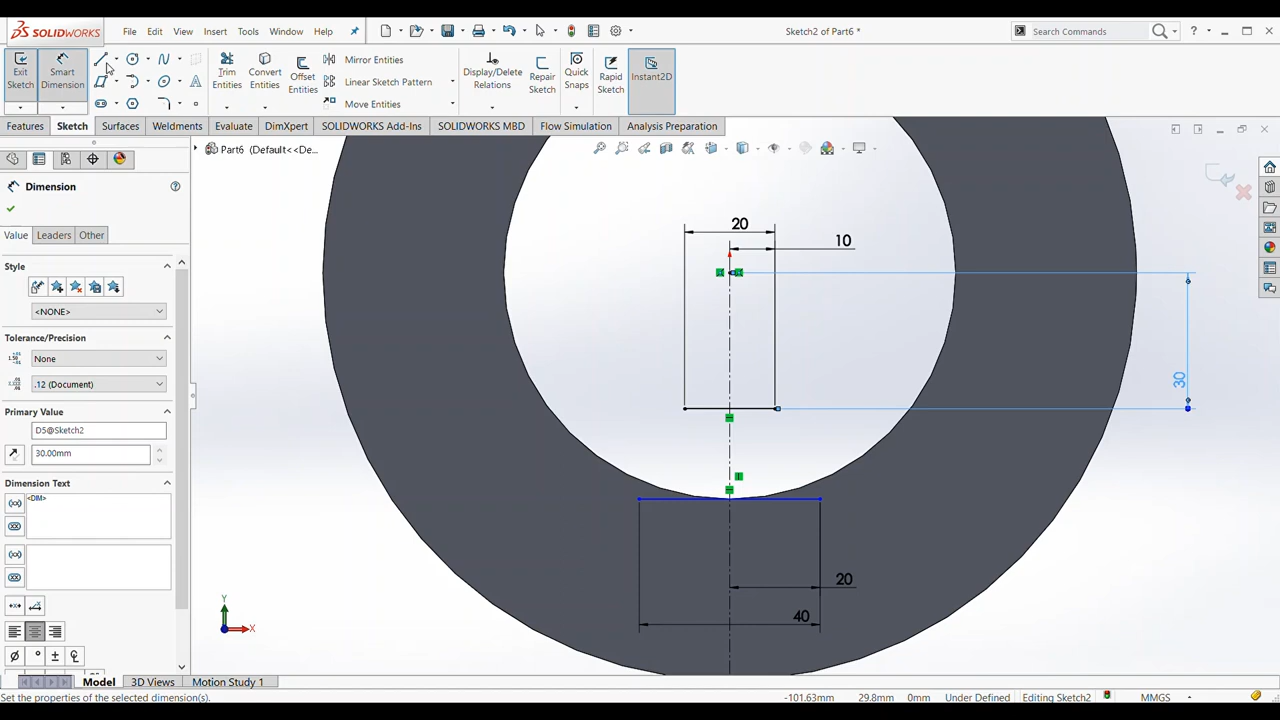 SOLIDWORKS
File Edit View Insert Tools Window Help
Sketch2 of Part6 *
Search Commands
Exit Sketch
Smart Dimension
Trim Entities
Convert Entities
Offset Entities
Mirror Entities
Linear Sketch Pattern
Move Entities
Display/Delete Relations
Repair Sketch
Quick Snaps
Rapid Sketch
Instant2D
Features Sketch Surfaces Weldments Evaluate DimXpert SOLIDWORKS Add-Ins SOLIDWORKS MBD Flow Simulation Analysis Preparation
Part6 (Default<<De...
Dimension
Value Leaders Other
Style
<NONE>
Tolerance/Precision
None
.12 (Document)
Primary Value
D5@Sketch2
30.00mm
Dimension Text
<DIM>
20
10
30
20
40
Y
X
Model 3D Views Motion Study 1
Set the properties of the selected dimension(s).
-101.63mm 29.8mm 0mm Under Defined Editing Sketch2 MMGS